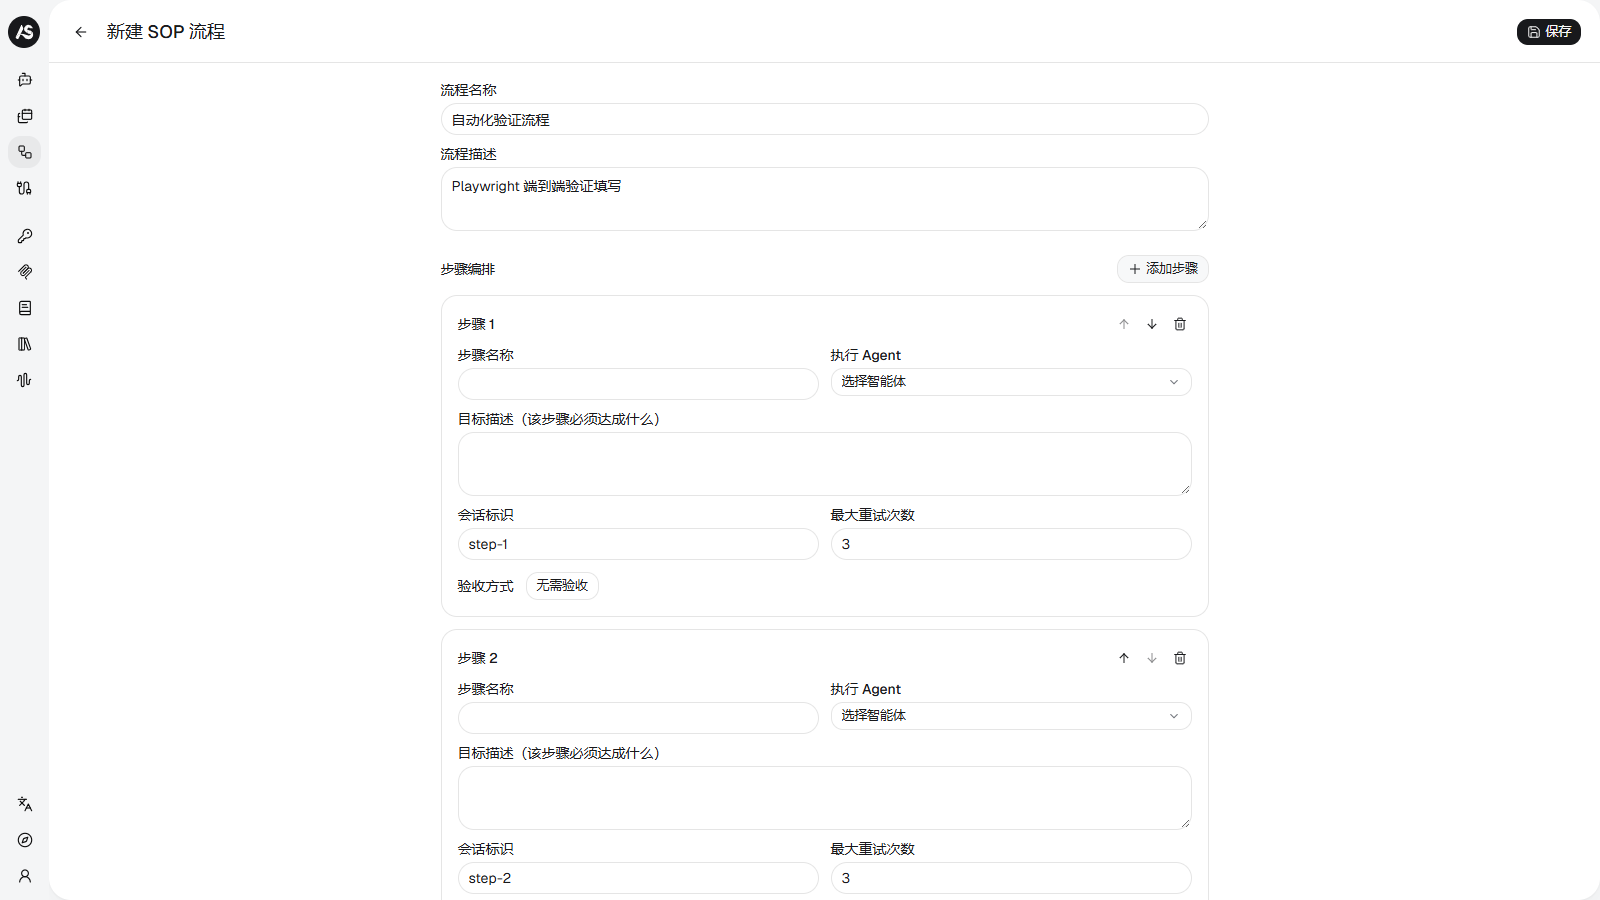 AS
新建 SOP 流程
保存
流程名称
自动化验证流程
流程描述
Playwright 端到端验证填写
步骤编排
添加步骤
步骤 1
步骤名称
执行 Agent
选择智能体
目标描述（该步骤必须达成什么）
会话标识
最大重试次数
step-1
3
验收方式
无需验收
步骤 2
步骤名称
执行 Agent
选择智能体
目标描述（该步骤必须达成什么）
会话标识
最大重试次数
step-2
3